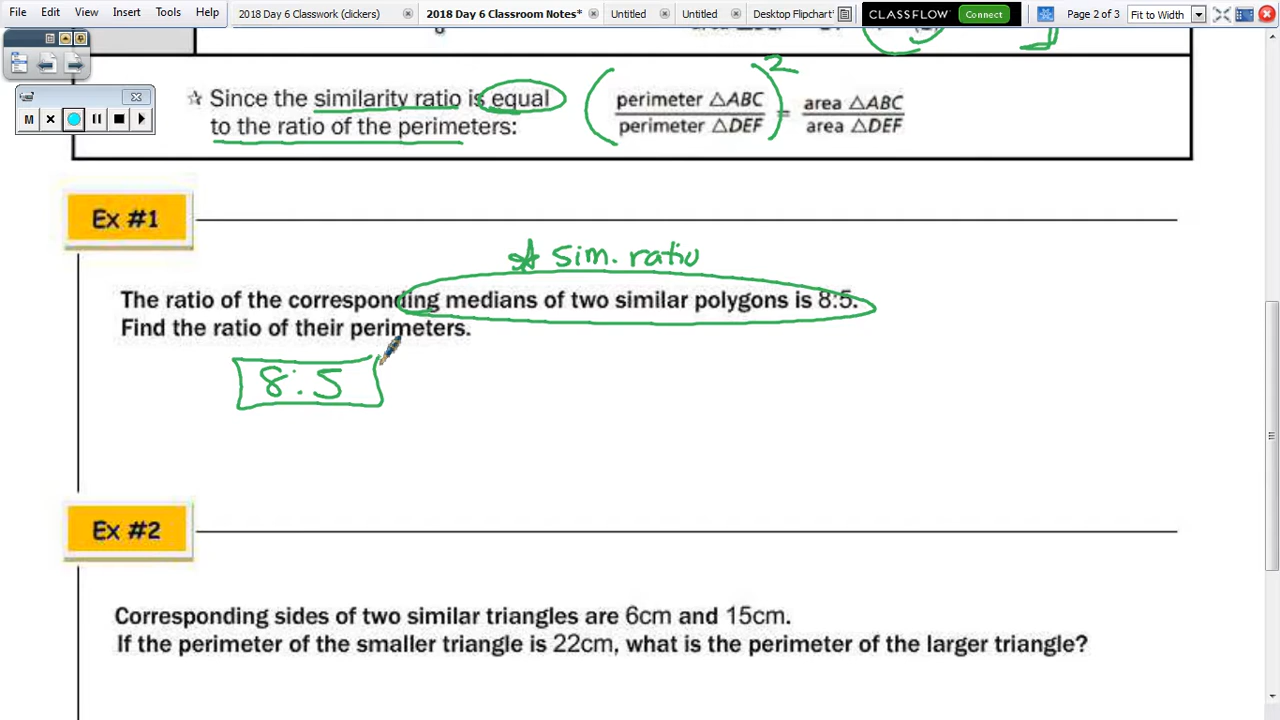 File Edit View Insert Tools Help
2018 D S classwork (clickers) 2018 Day 6 Classroom Notes* Untitled Untitled Desktop Flipchart* CLASSFLOW Connect Page 2 of 3 Fit to Width
M
☆ Since the similarity ratio is equal
to the ratio of the perimeters:
( perimeter △ABC / perimeter △DEF )² = area △ABC / area △DEF
Ex #1
☆ Sim. ratio
The ratio of the corresponding medians of two similar polygons is 8:5.
Find the ratio of their perimeters.
8:5
Ex #2
Corresponding sides of two similar triangles are 6cm and 15cm.
If the perimeter of the smaller triangle is 22cm, what is the perimeter of the larger triangle?